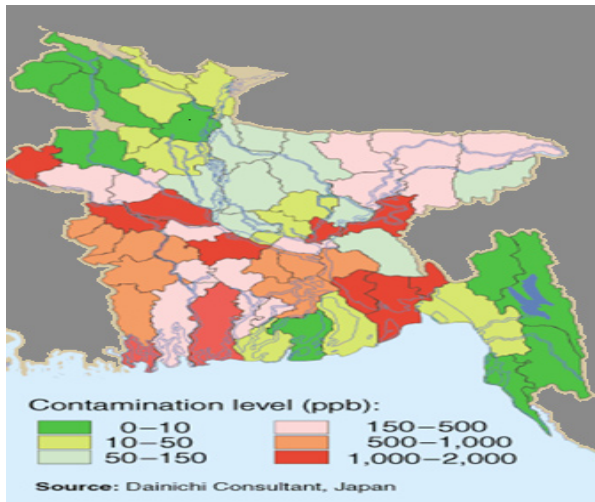 Contamination level (ppb):
0–10 150–500
10–50 500–1,000
50–150 1,000–2,000
Source: Dainichi Consultant, Japan